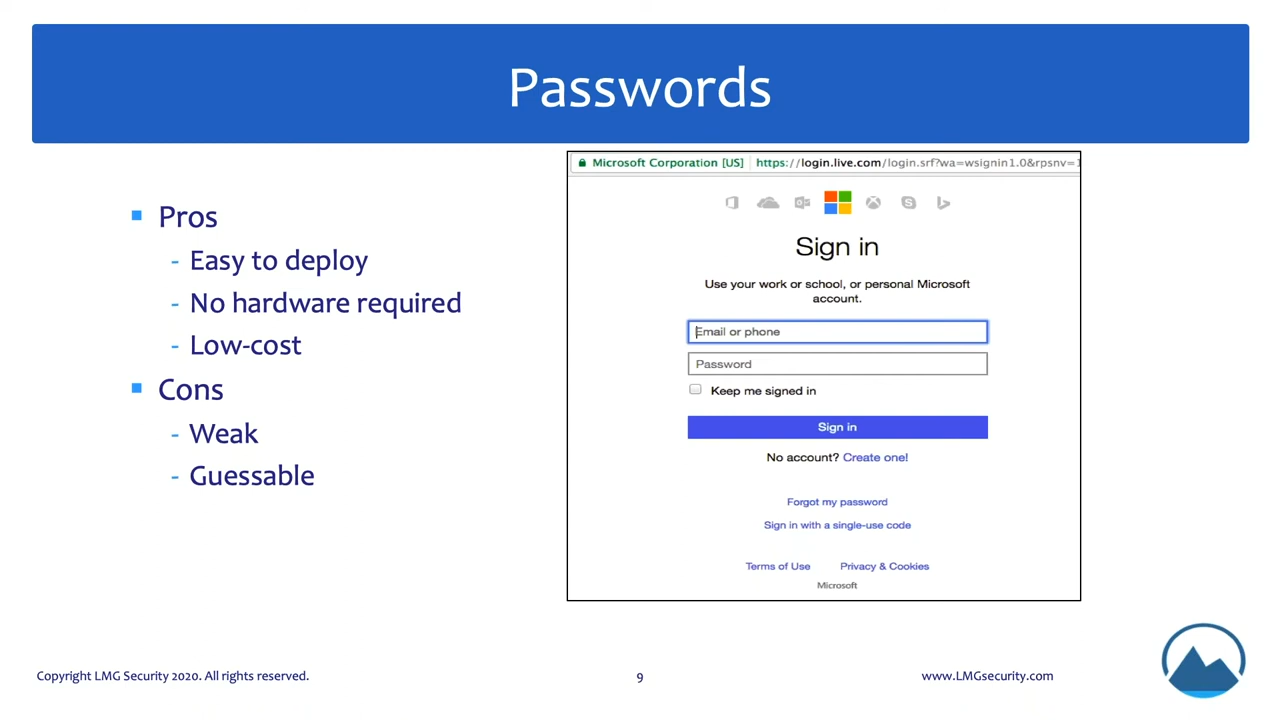 Passwords
Pros
- Easy to deploy
- No hardware required
- Low-cost
Cons
- Weak
- Guessable
Microsoft Corporation [US] https://login.live.com/login.srf?wa=wsignin1.0&rpsnv=1
Sign in
Use your work or school, or personal Microsoft
account.
Email or phone
Password
Keep me signed in
Sign in
No account? Create one!
Forgot my password
Sign in with a single-use code
Terms of Use Privacy & Cookies
Microsoft
Copyright LMG Security 2020. All rights reserved. 9 www.LMGsecurity.com